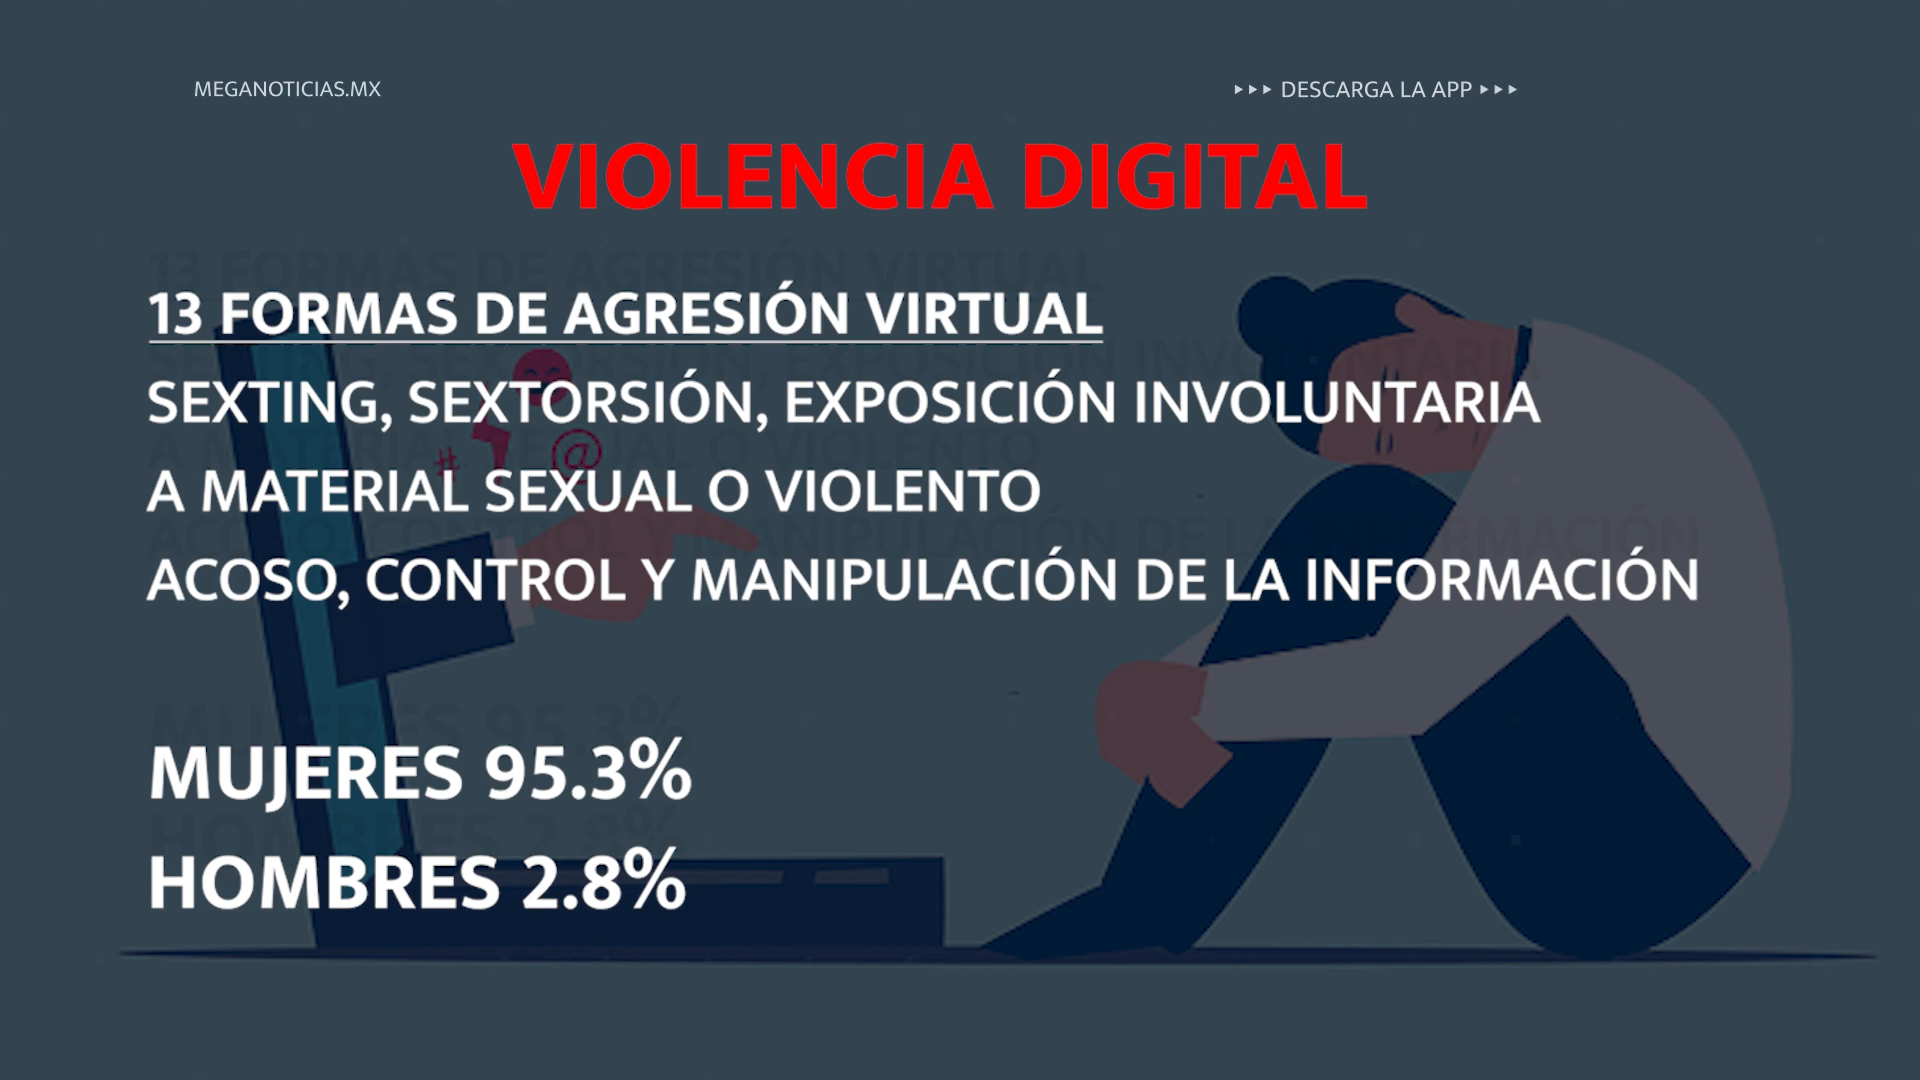 MEGANOTICIAS.MX
DESCARGA LA APP
VIOLENCIA DIGITAL
13 FORMAS DE AGRESIÓN VIRTUAL
SEXTING, SEXTORSIÓN, EXPOSICIÓN INVOLUNTARIA
A MATERIAL SEXUAL O VIOLENTO
ACOSO, CONTROL Y MANIPULACIÓN DE LA INFORMACIÓN
# @
MUJERES 95.3%
HOMBRES 2.8%